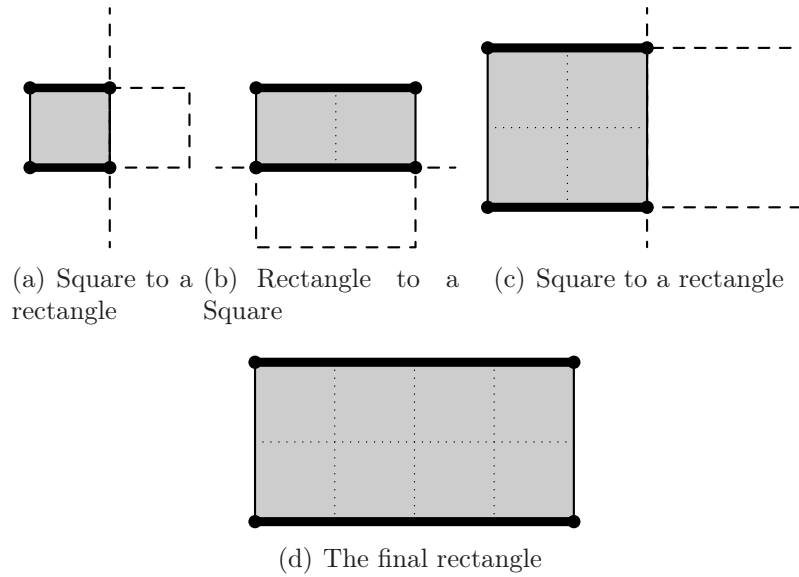 (a) Square to a
rectangle
(b) Rectangle to a
Square
(c) Square to a rectangle
(d) The final rectangle